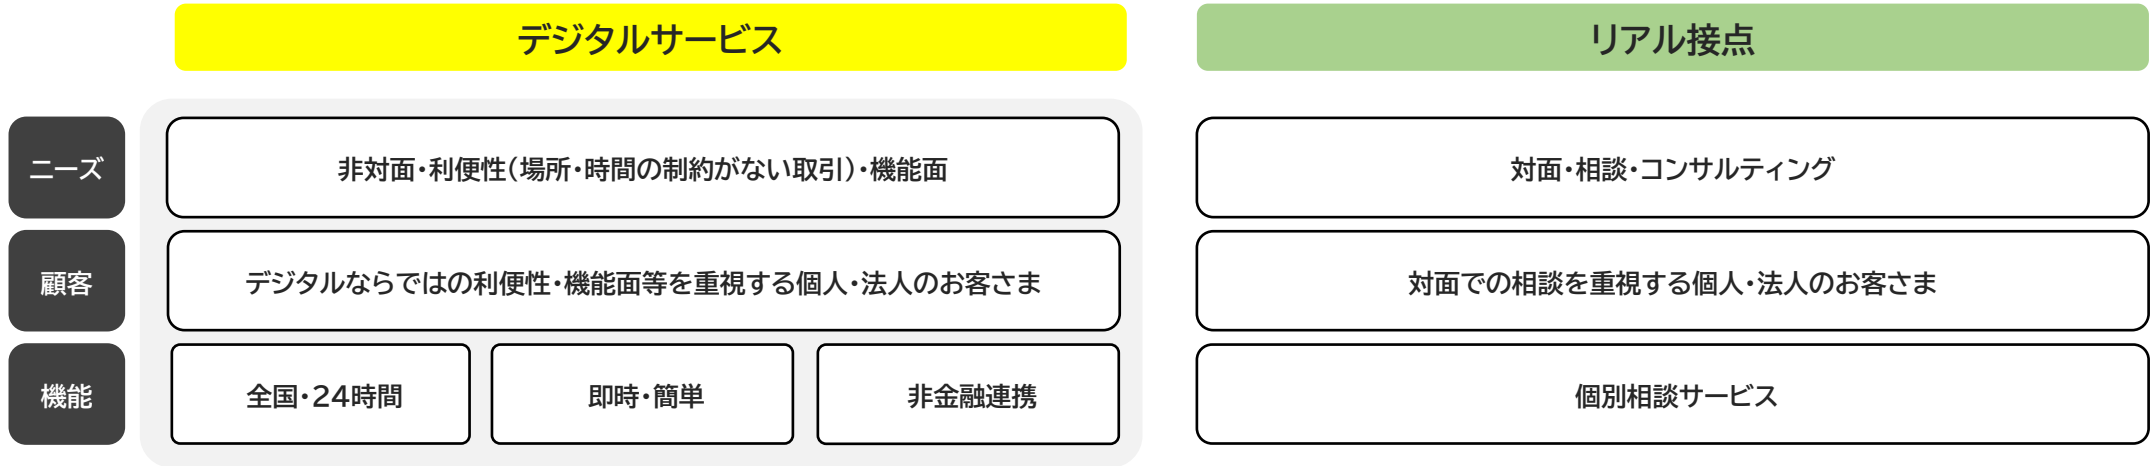 デジタルサービス
リアル接点
ニーズ
非対面・利便性（場所・時間の制約がない取引）・機能面
対面・相談・コンサルティング
顧客
デジタルならではの利便性・機能面等を重視する個人・法人のお客さま
対面での相談を重視する個人・法人のお客さま
機能
全国・24時間
即時・簡単
非金融連携
個別相談サービス